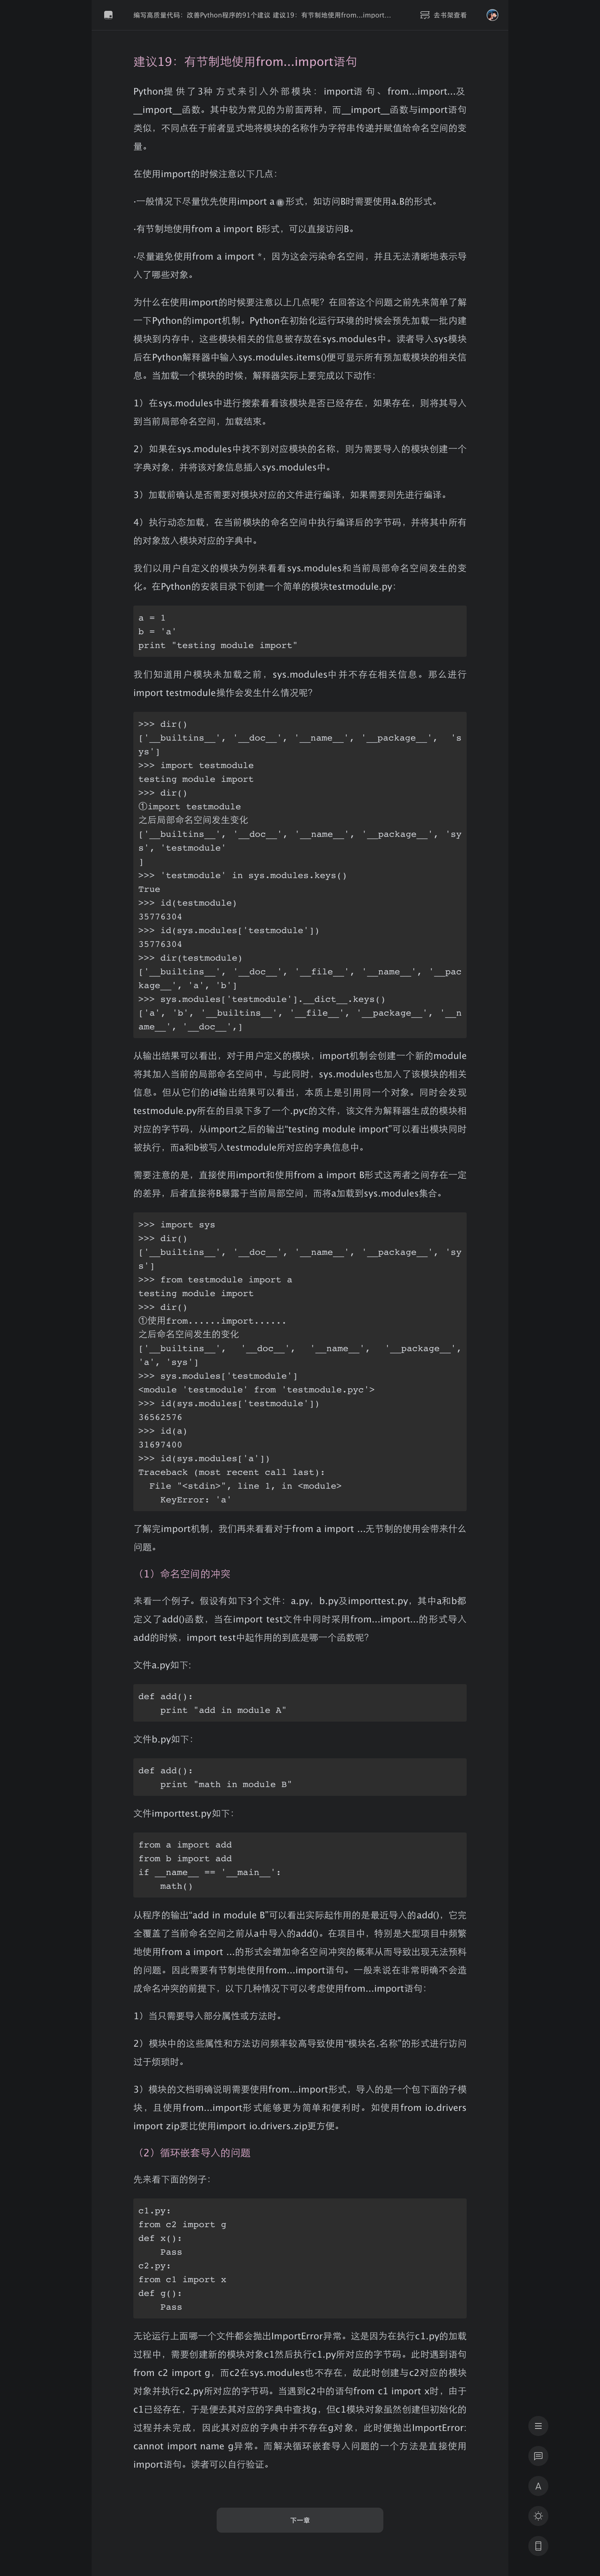 编写高质量代码：改善Python程序的91个建议 建议19：有节制地使用from…import…
去书架查看
建议19：有节制地使用from…import语句
Python提供了3种方式来引入外部模块：import语句、from…import…及
__import__函数。其中较为常见的为前面两种，而__import__函数与import语句
类似，不同点在于前者显式地将模块的名称作为字符串传递并赋值给命名空间的变
量。
在使用import的时候注意以下几点：
·一般情况下尽量优先使用import a形式，如访问B时需要使用a.B的形式。
·有节制地使用from a import B形式，可以直接访问B。
·尽量避免使用from a import *，因为这会污染命名空间，并且无法清晰地表示导
入了哪些对象。
为什么在使用import的时候要注意以上几点呢？在回答这个问题之前先来简单了解
一下Python的import机制。Python在初始化运行环境的时候会预先加载一批内建
模块到内存中，这些模块相关的信息被存放在sys.modules中。读者导入sys模块
后在Python解释器中输入sys.modules.items()便可显示所有预加载模块的相关信
息。当加载一个模块的时候，解释器实际上要完成以下动作：
1）在sys.modules中进行搜索看看该模块是否已经存在，如果存在，则将其导入
到当前局部命名空间，加载结束。
2）如果在sys.modules中找不到对应模块的名称，则为需要导入的模块创建一个
字典对象，并将该对象信息插入sys.modules中。
3）加载前确认是否需要对模块对应的文件进行编译，如果需要则先进行编译。
4）执行动态加载，在当前模块的命名空间中执行编译后的字节码，并将其中所有
的对象放入模块对应的字典中。
我们以用户自定义的模块为例来看看sys.modules和当前局部命名空间发生的变
化。在Python的安装目录下创建一个简单的模块testmodule.py：
a = 1
b = 'a'
print "testing module import"
我们知道用户模块未加载之前，sys.modules中并不存在相关信息。那么进行
import testmodule操作会发生什么情况呢？
>>> dir()
['__builtins__', '__doc__', '__name__', '__package__',  's
ys']
>>> import testmodule
testing module import
>>> dir()
①import testmodule
之后局部命名空间发生变化
['__builtins__', '__doc__', '__name__', '__package__', 'sy
s', 'testmodule'
]
>>> 'testmodule' in sys.modules.keys()
True
>>> id(testmodule)
35776304
>>> id(sys.modules['testmodule'])
35776304
>>> dir(testmodule)
['__builtins__', '__doc__', '__file__', '__name__', '__pac
kage__', 'a', 'b']
>>> sys.modules['testmodule'].__dict__.keys()
['a', 'b', '__builtins__', '__file__', '__package__', '__n
ame__', '__doc__',]
从输出结果可以看出，对于用户定义的模块，import机制会创建一个新的module
将其加入当前的局部命名空间中，与此同时，sys.modules也加入了该模块的相关
信息。但从它们的id输出结果可以看出，本质上是引用同一个对象。同时会发现
testmodule.py所在的目录下多了一个.pyc的文件，该文件为解释器生成的模块相
对应的字节码，从import之后的输出“testing module import”可以看出模块同时
被执行，而a和b被写入testmodule所对应的字典信息中。
需要注意的是，直接使用import和使用from a import B形式这两者之间存在一定
的差异，后者直接将B暴露于当前局部空间，而将a加载到sys.modules集合。
>>> import sys
>>> dir()
['__builtins__', '__doc__', '__name__', '__package__', 'sy
s']
>>> from testmodule import a
testing module import
>>> dir()
①使用from......import......
之后命名空间发生的变化
['__builtins__',  '__doc__',  '__name__',  '__package__',
'a', 'sys']
>>> sys.modules['testmodule']
<module 'testmodule' from 'testmodule.pyc'>
>>> id(sys.modules['testmodule'])
36562576
>>> id(a)
31697400
>>> id(sys.modules['a'])
Traceback (most recent call last):
  File "<stdin>", line 1, in <module>
    KeyError: 'a'
了解完import机制，我们再来看看对于from a import …无节制的使用会带来什么
问题。
（1）命名空间的冲突
来看一个例子。假设有如下3个文件：a.py，b.py及importtest.py，其中a和b都
定义了add()函数，当在import test文件中同时采用from…import…的形式导入
add的时候，import test中起作用的到底是哪一个函数呢？
文件a.py如下:
def add():
    print "add in module A"
文件b.py如下：
def add():
    print "math in module B"
文件importtest.py如下：
from a import add
from b import add
if __name__ == '__main__':
    math()
从程序的输出“add in module B”可以看出实际起作用的是最近导入的add()，它完
全覆盖了当前命名空间之前从a中导入的add()。在项目中，特别是大型项目中频繁
地使用from a import …的形式会增加命名空间冲突的概率从而导致出现无法预料
的问题。因此需要有节制地使用from…import语句。一般来说在非常明确不会造
成命名冲突的前提下，以下几种情况下可以考虑使用from…import语句：
1）当只需要导入部分属性或方法时。
2）模块中的这些属性和方法访问频率较高导致使用“模块名.名称”的形式进行访问
过于烦琐时。
3）模块的文档明确说明需要使用from…import形式，导入的是一个包下面的子模
块，且使用from…import形式能够更为简单和便利时。如使用from io.drivers
import zip要比使用import io.drivers.zip更方便。
（2）循环嵌套导入的问题
先来看下面的例子：
c1.py:
from c2 import g
def x():
    Pass
c2.py:
from c1 import x
def g():
    Pass
无论运行上面哪一个文件都会抛出ImportError异常。这是因为在执行c1.py的加载
过程中，需要创建新的模块对象c1然后执行c1.py所对应的字节码。此时遇到语句
from c2 import g，而c2在sys.modules也不存在，故此时创建与c2对应的模块
对象并执行c2.py所对应的字节码。当遇到c2中的语句from c1 import x时，由于
c1已经存在，于是便去其对应的字典中查找g，但c1模块对象虽然创建但初始化的
过程并未完成，因此其对应的字典中并不存在g对象，此时便抛出ImportError:
cannot import name g异常。而解决循环嵌套导入问题的一个方法是直接使用
import语句。读者可以自行验证。
下一章
A